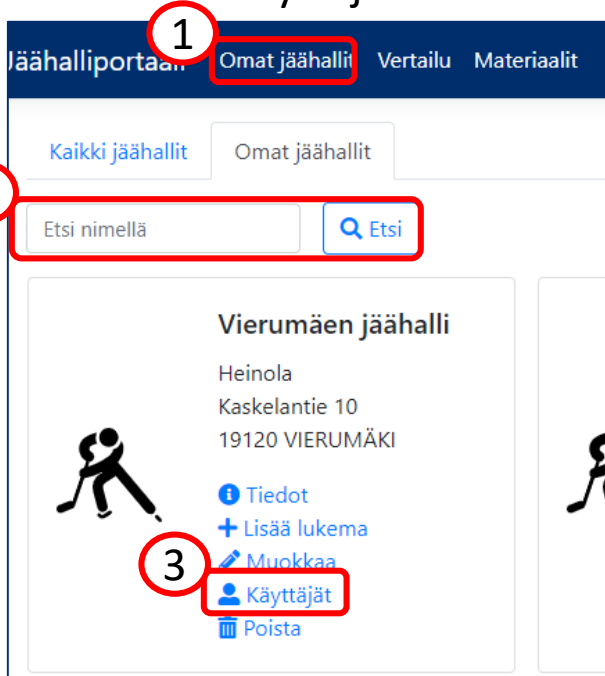 1
Jäähalliportaali Omat jäähallit Vertailu Materiaalit
Kaikki jäähallit Omat jäähallit
Etsi nimellä Etsi
Vierumäen jäähalli
Heinola
Kaskelantie 10
19120 VIERUMÄKI
Tiedot
Lisää lukema
Muokkaa
3
Käyttäjät
Poista